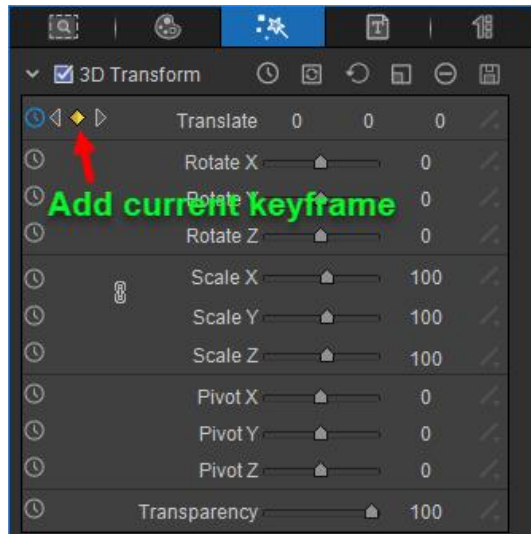 3D Transform
Translate 0 0 0
Rotate X 0
Rotate Y 0
Add current keyframe
Rotate Z 0
Scale X 100
Scale Y 100
Scale Z 100
Pivot X 0
Pivot Y 0
Pivot Z 0
Transparency 100